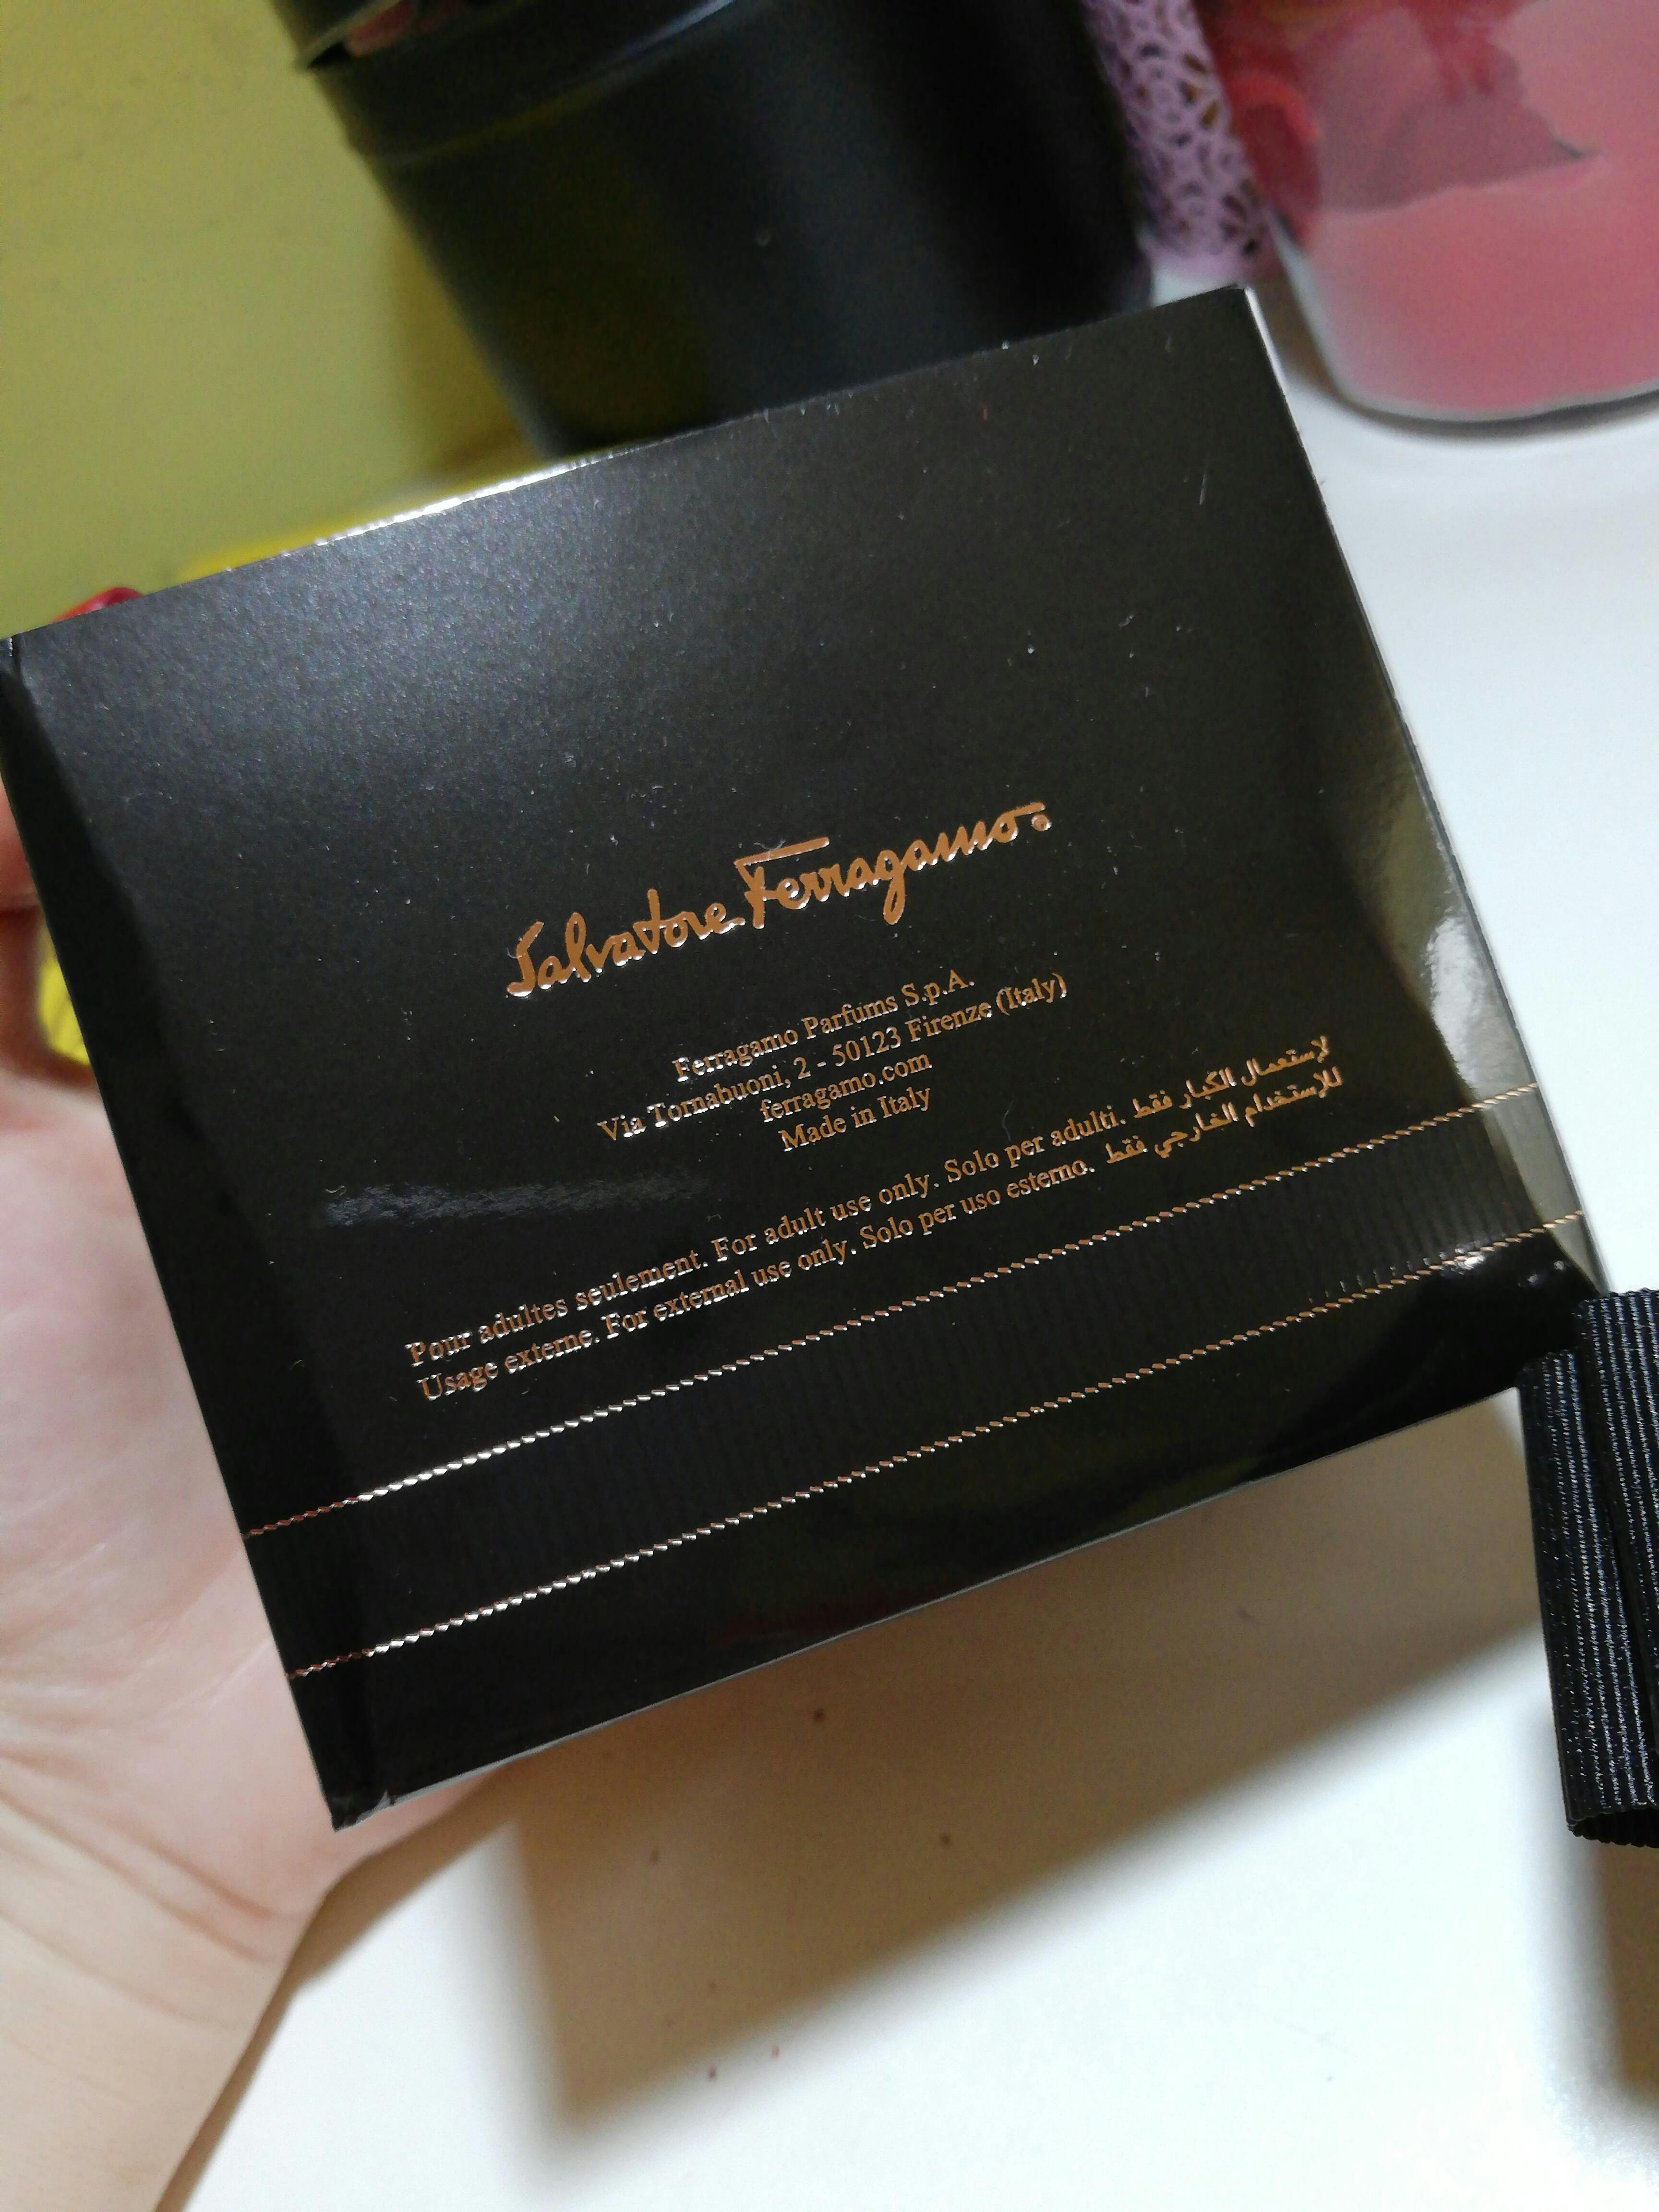 Salvatore Ferragamo
Ferragamo Parfums S.p.A.
Via Tornabuoni, 2 - 50123 Firenze (Italy)
ferragamo.com
Made in Italy
Pour adultes seulement. For adult use only. Solo per adulti. لإستعمال الكبار فقط
Usage externe. For external use only. Solo per uso esterno. للإستخدام الخارجي فقط